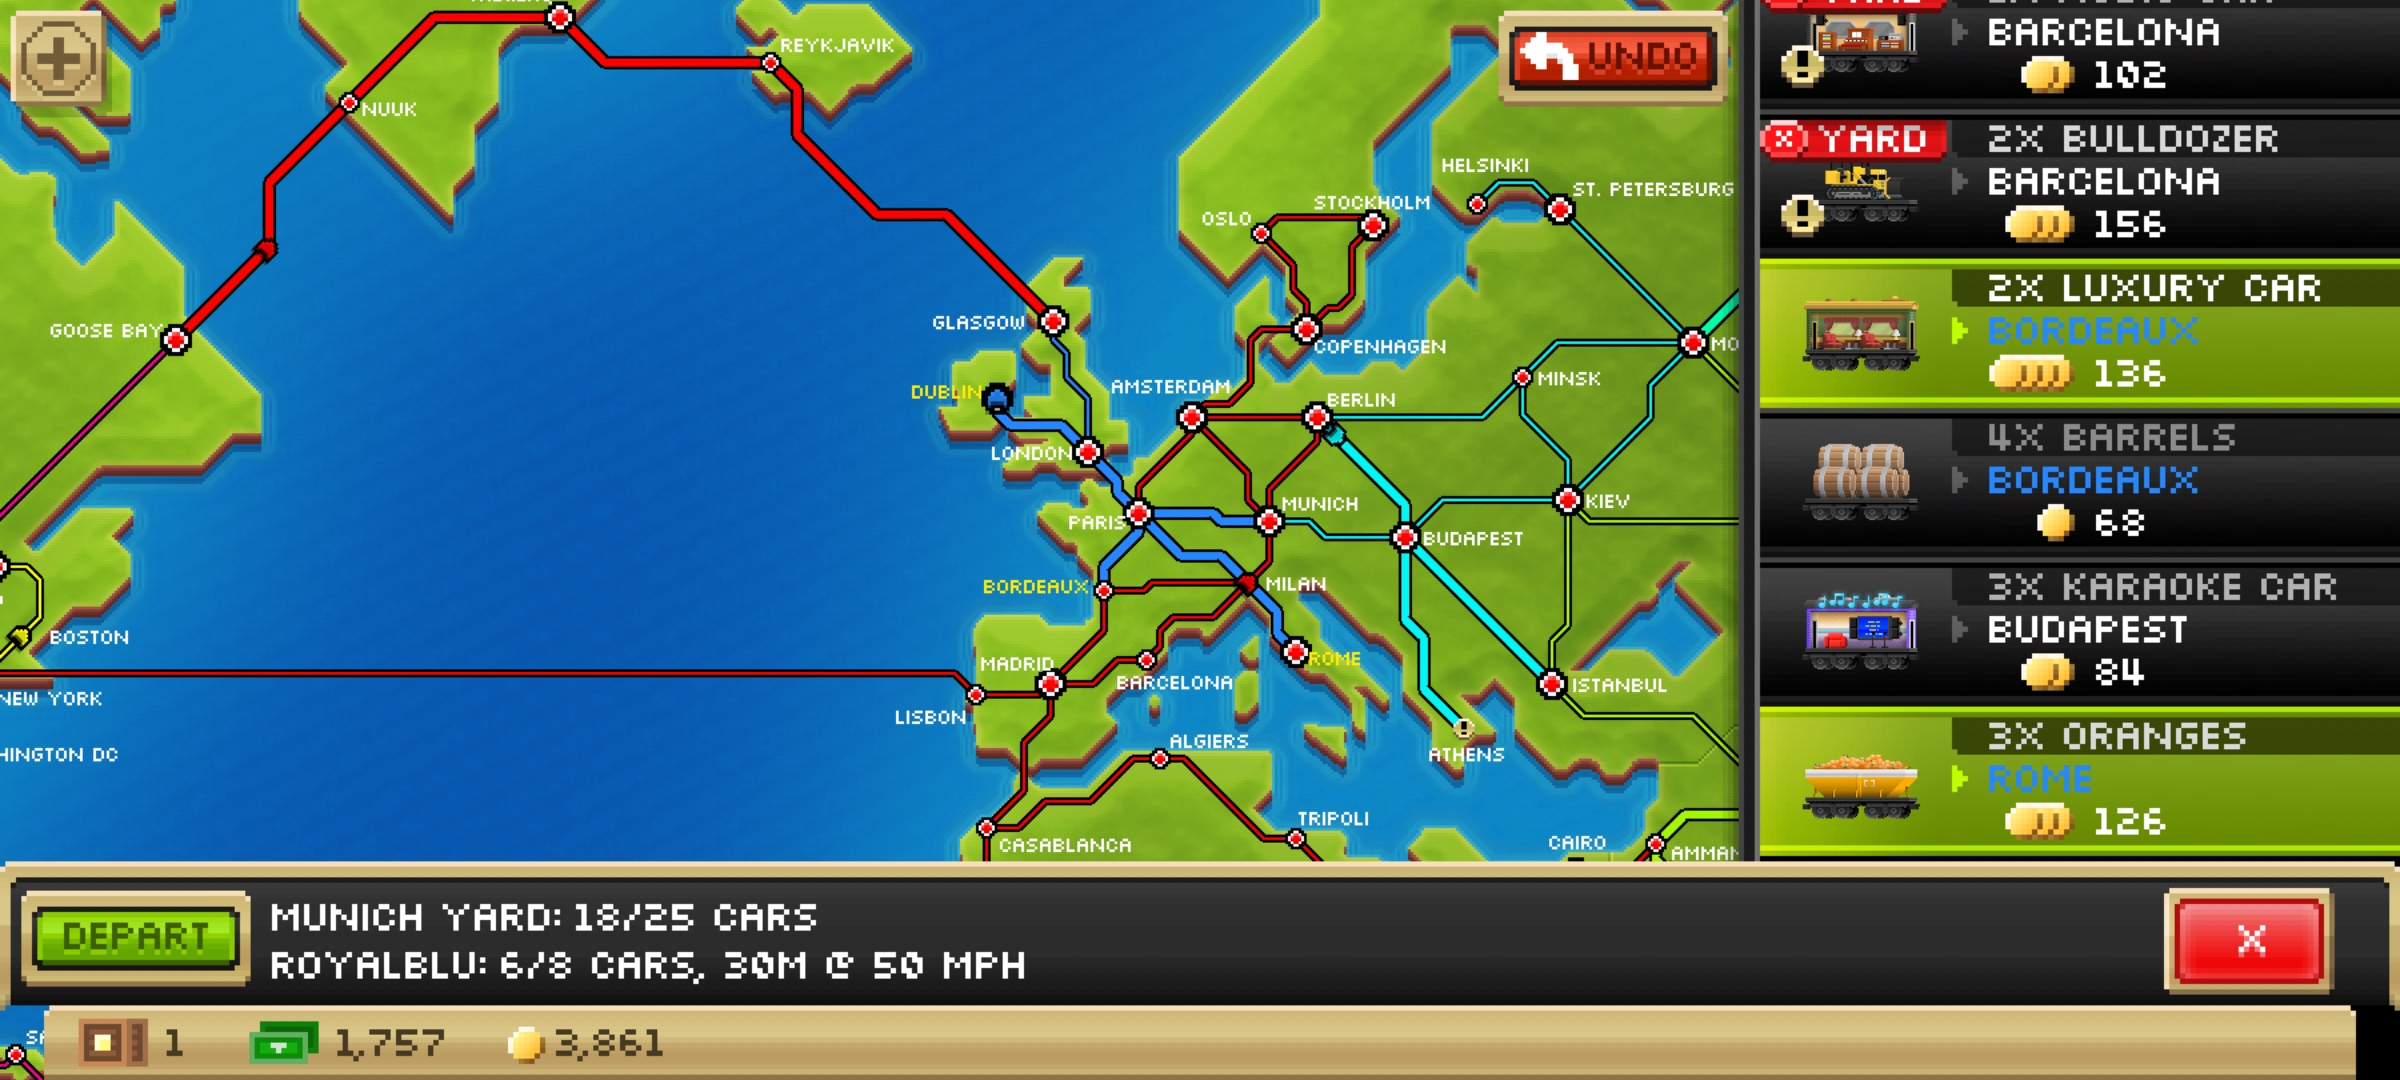 REYKJAVIK
NUUK
GOOSE BAY
UNDO
HELSINKI
ST. PETERSBURG
STOCKHOLM
OSLO
GLASGOW
COPENHAGEN
MO
MINSK
DUBLIN
AMSTERDAM
BERLIN
LONDON
PARIS
MUNICH
KIEV
BUDAPEST
BORDEAUX
MILAN
BOSTON
MADRID
ROME
BARCELONA
ISTANBUL
NEW YORK
LISBON
HINGTON DC
ALGIERS
ATHENS
TRIPOLI
CASABLANCA
CAIRO
AMMAN
BARCELONA
102
YARD
2X BULLDOZER
BARCELONA
156
2X LUXURY CAR
BORDEAUX
136
4X BARRELS
BORDEAUX
68
3X KARAOKE CAR
BUDAPEST
84
3X ORANGES
ROME
126
DEPART
MUNICH YARD: 18/25 CARS
ROYALBLU: 6/8 CARS, 30M @ 50 MPH
X
1
1,757
3,861